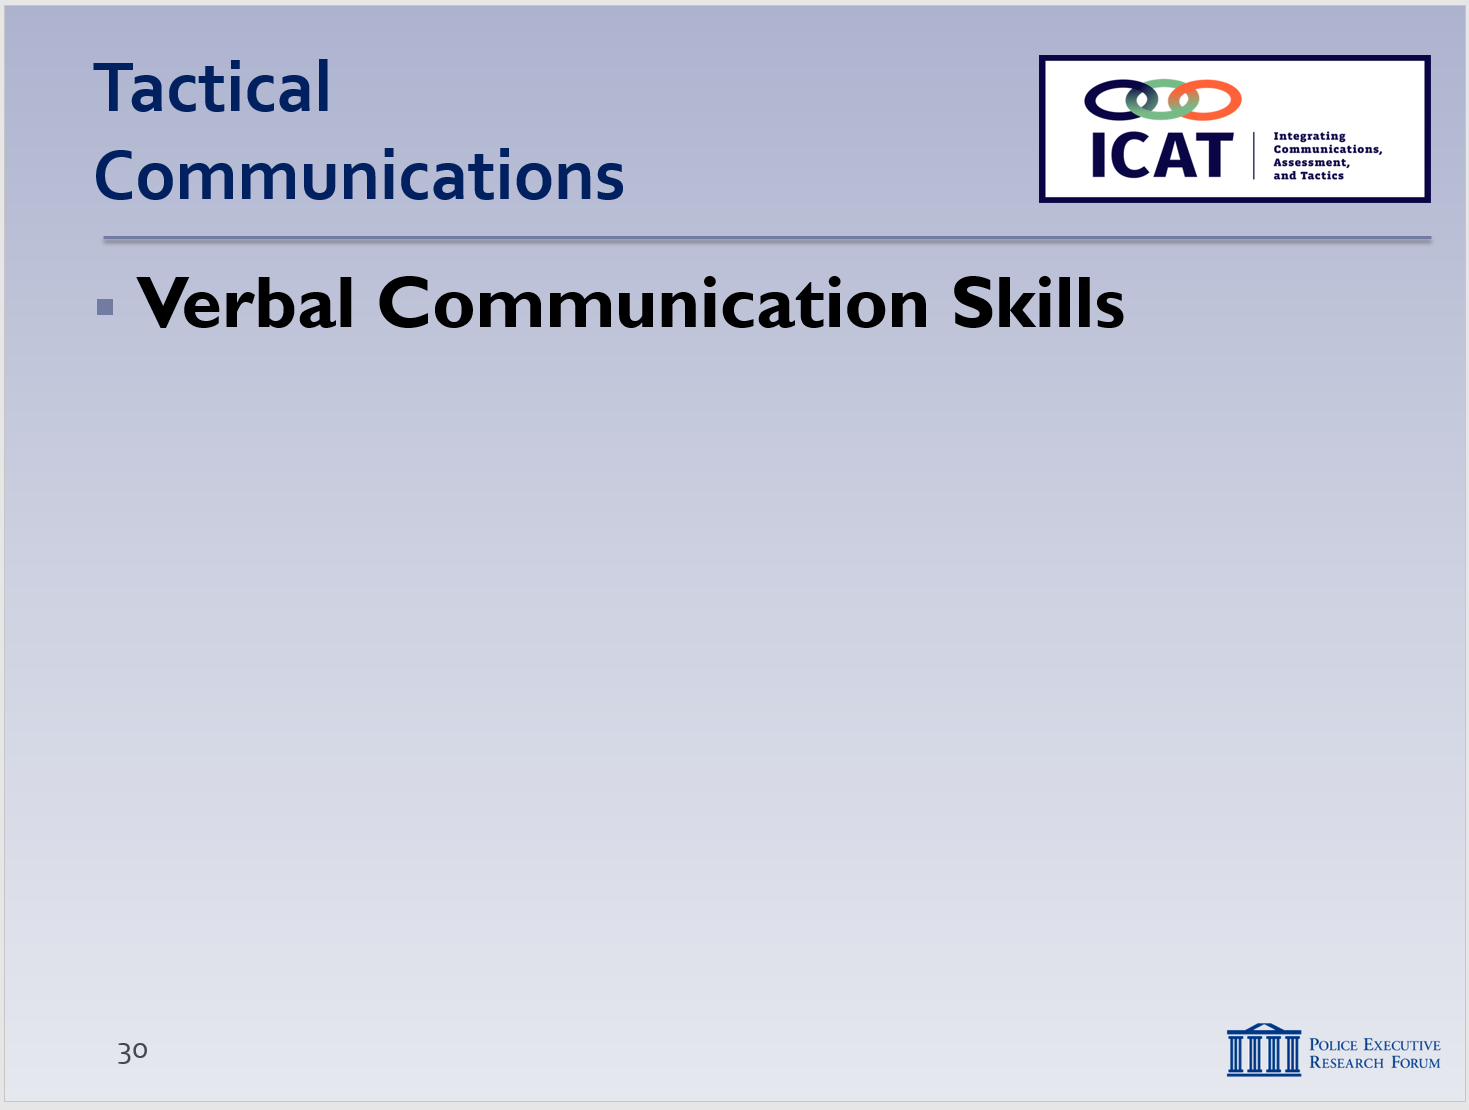 Tactical
Communications
ICAT
Integrating
Communications,
Assessment,
and Tactics
Verbal Communication Skills
30
POLICE EXECUTIVE
RESEARCH FORUM